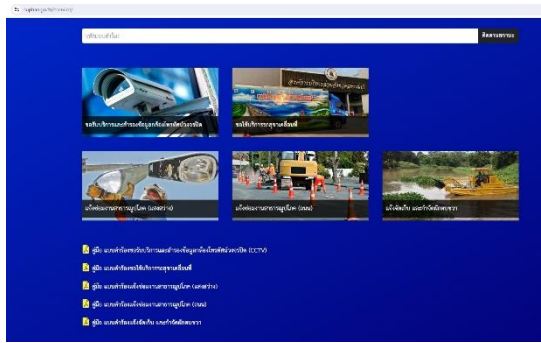 ติดตามสถานะ
ขอรับบริการและสำรองข้อมูลกล้องโทรทัศน์วงจรปิด
ขอใช้บริการรถสุขาเคลื่อนที่
แจ้งซ่อมงานสาธารณูปโภค (แสงสว่าง)
แจ้งซ่อมงานสาธารณูปโภค (ถนน)
แจ้งจัดเก็บ และกำจัดผักตบชวา
คู่มือ แบบคำร้องขอรับบริการและสำรองข้อมูลกล้องโทรทัศน์วงจรปิด (CCTV)
คู่มือ แบบคำร้องขอใช้บริการรถสุขาเคลื่อนที่
คู่มือ แบบคำร้องแจ้งซ่อมงานสาธารณูปโภค (แสงสว่าง)
คู่มือ แบบคำร้องแจ้งซ่อมงานสาธารณูปโภค (ถนน)
คู่มือ แบบคำร้องแจ้งจัดเก็บ และกำจัดผักตบชวา